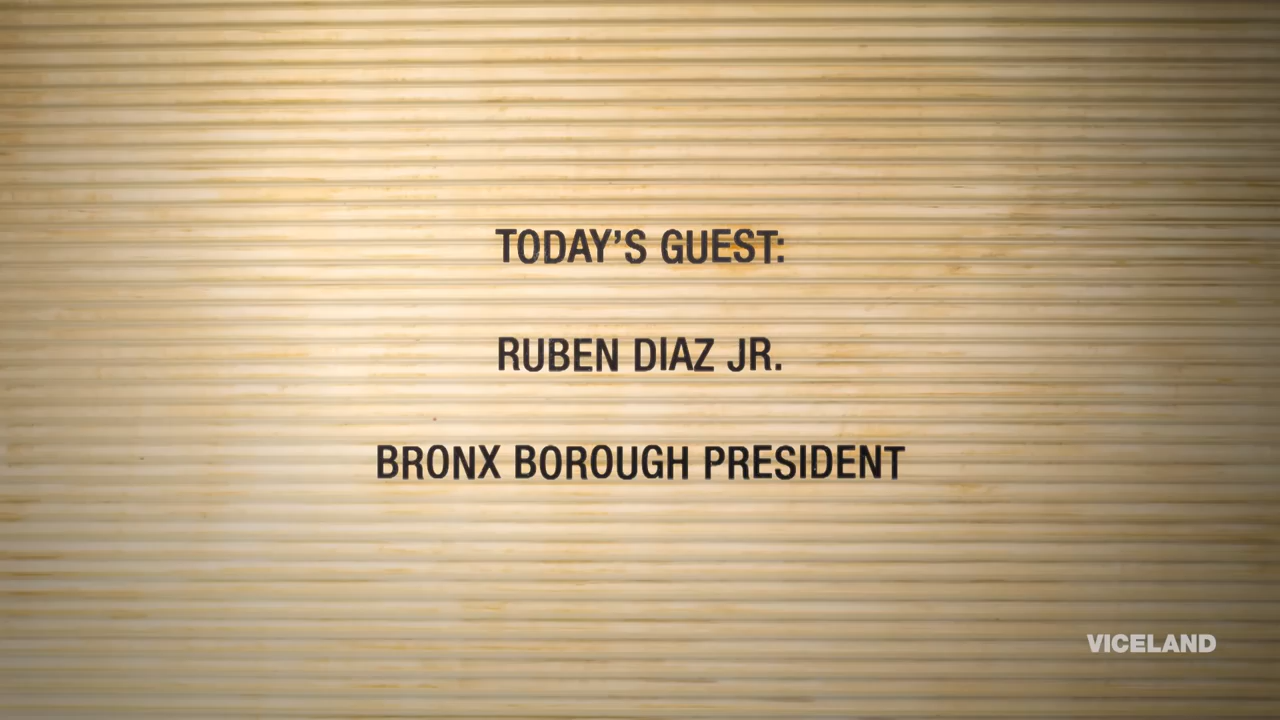 TODAY'S GUEST:
RUBEN DIAZ JR.
BRONX BOROUGH PRESIDENT
VICELAND